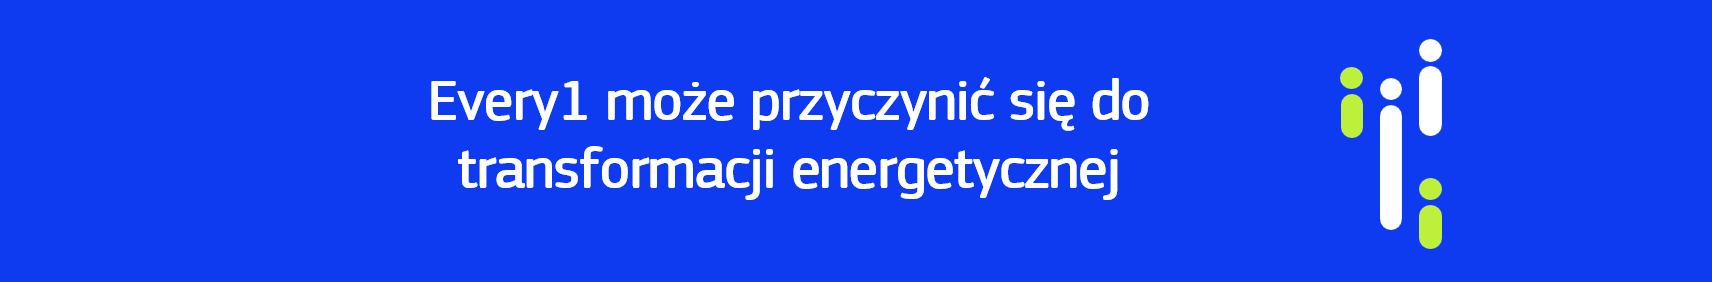 Every1 może przyczynić się do
transformacji energetycznej